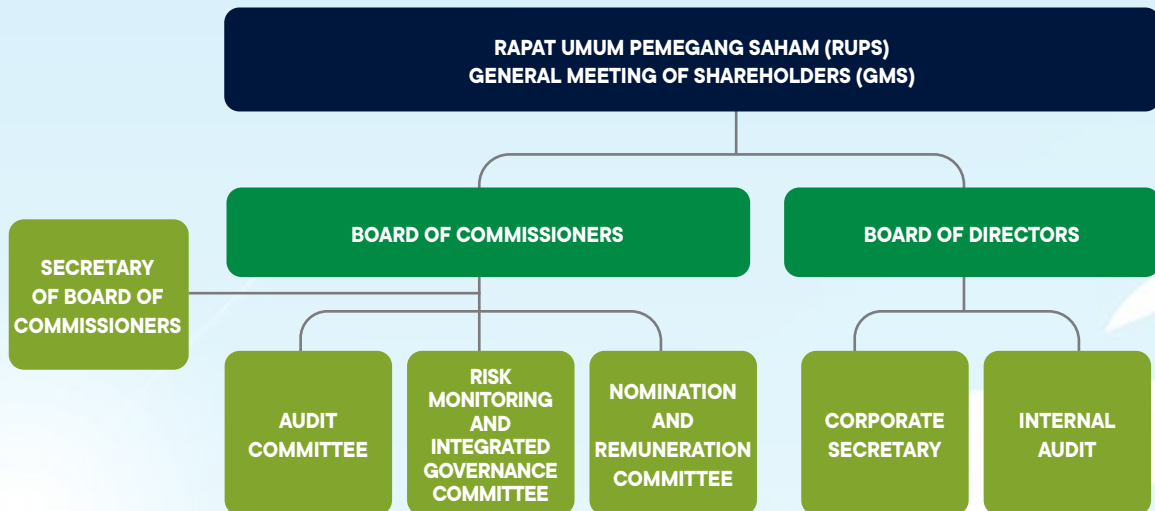 RAPAT UMUM PEMEGANG SAHAM (RUPS)
GENERAL MEETING OF SHAREHOLDERS (GMS)
BOARD OF COMMISSIONERS
BOARD OF DIRECTORS
SECRETARY
OF BOARD OF
COMMISSIONERS
AUDIT
COMMITTEE
RISK
MONITORING
AND
INTEGRATED
GOVERNANCE
COMMITTEE
NOMINATION
AND
REMUNERATION
COMMITTEE
CORPORATE
SECRETARY
INTERNAL
AUDIT